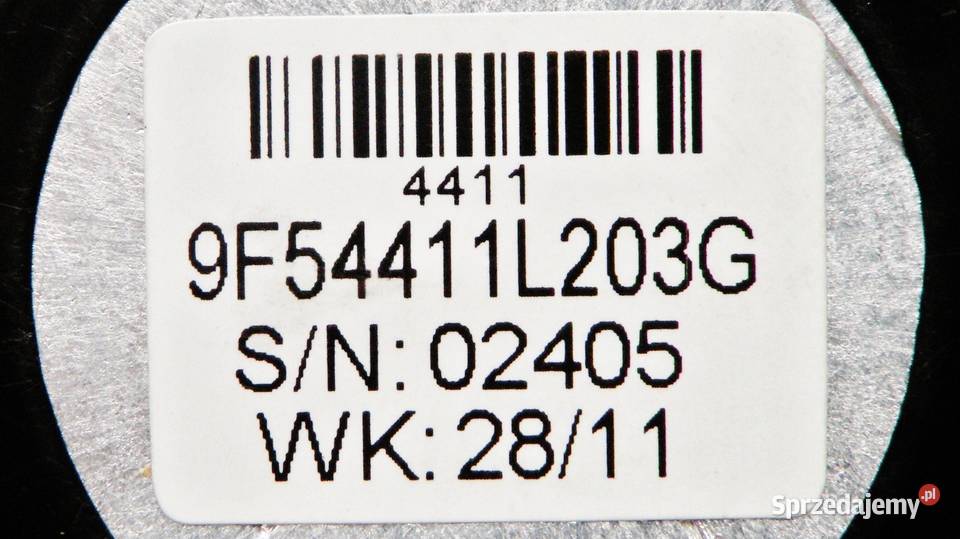 4411
9F54411L203G
S/N: 02405
WK: 28/11
Sprzedajemy.pl